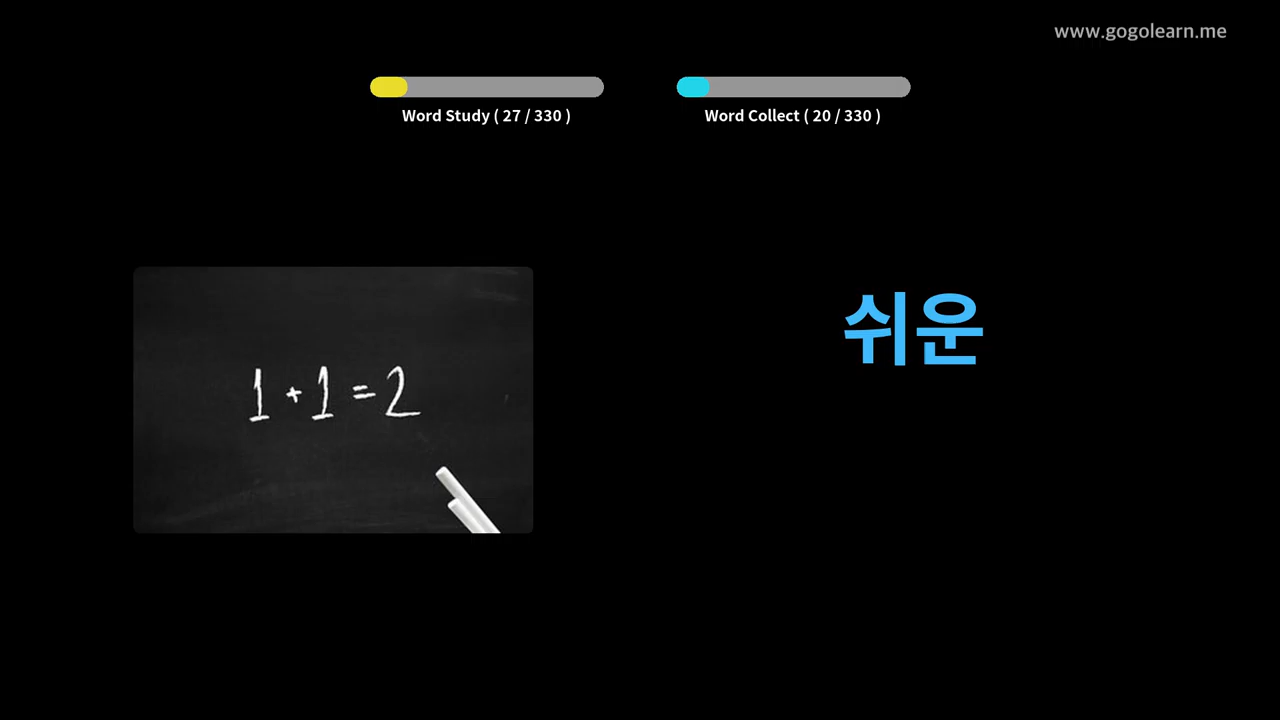 www.gogolearn.me
Word Study ( 27 / 330 )
Word Collect ( 20 / 330 )
쉬운
1 + 1 = 2